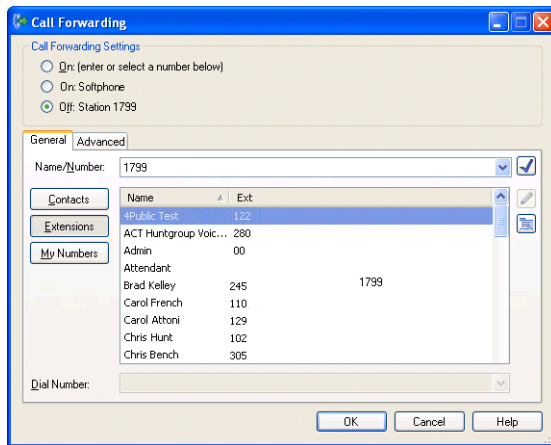 Call Forwarding
Call Forwarding Settings
On: (enter or select a number below)
On: Softphone
Off: Station 1799
General Advanced
Name/Number: 1799
Contacts
Extensions
My Numbers
Name Ext
4Public Test 122
ACT Huntgroup Voic... 280
Admin 00
Attendant
Brad Kelley 245 1799
Carol French 110
Carol Attoni 129
Chris Hunt 102
Chris Bench 305
Dial Number:
OK Cancel Help